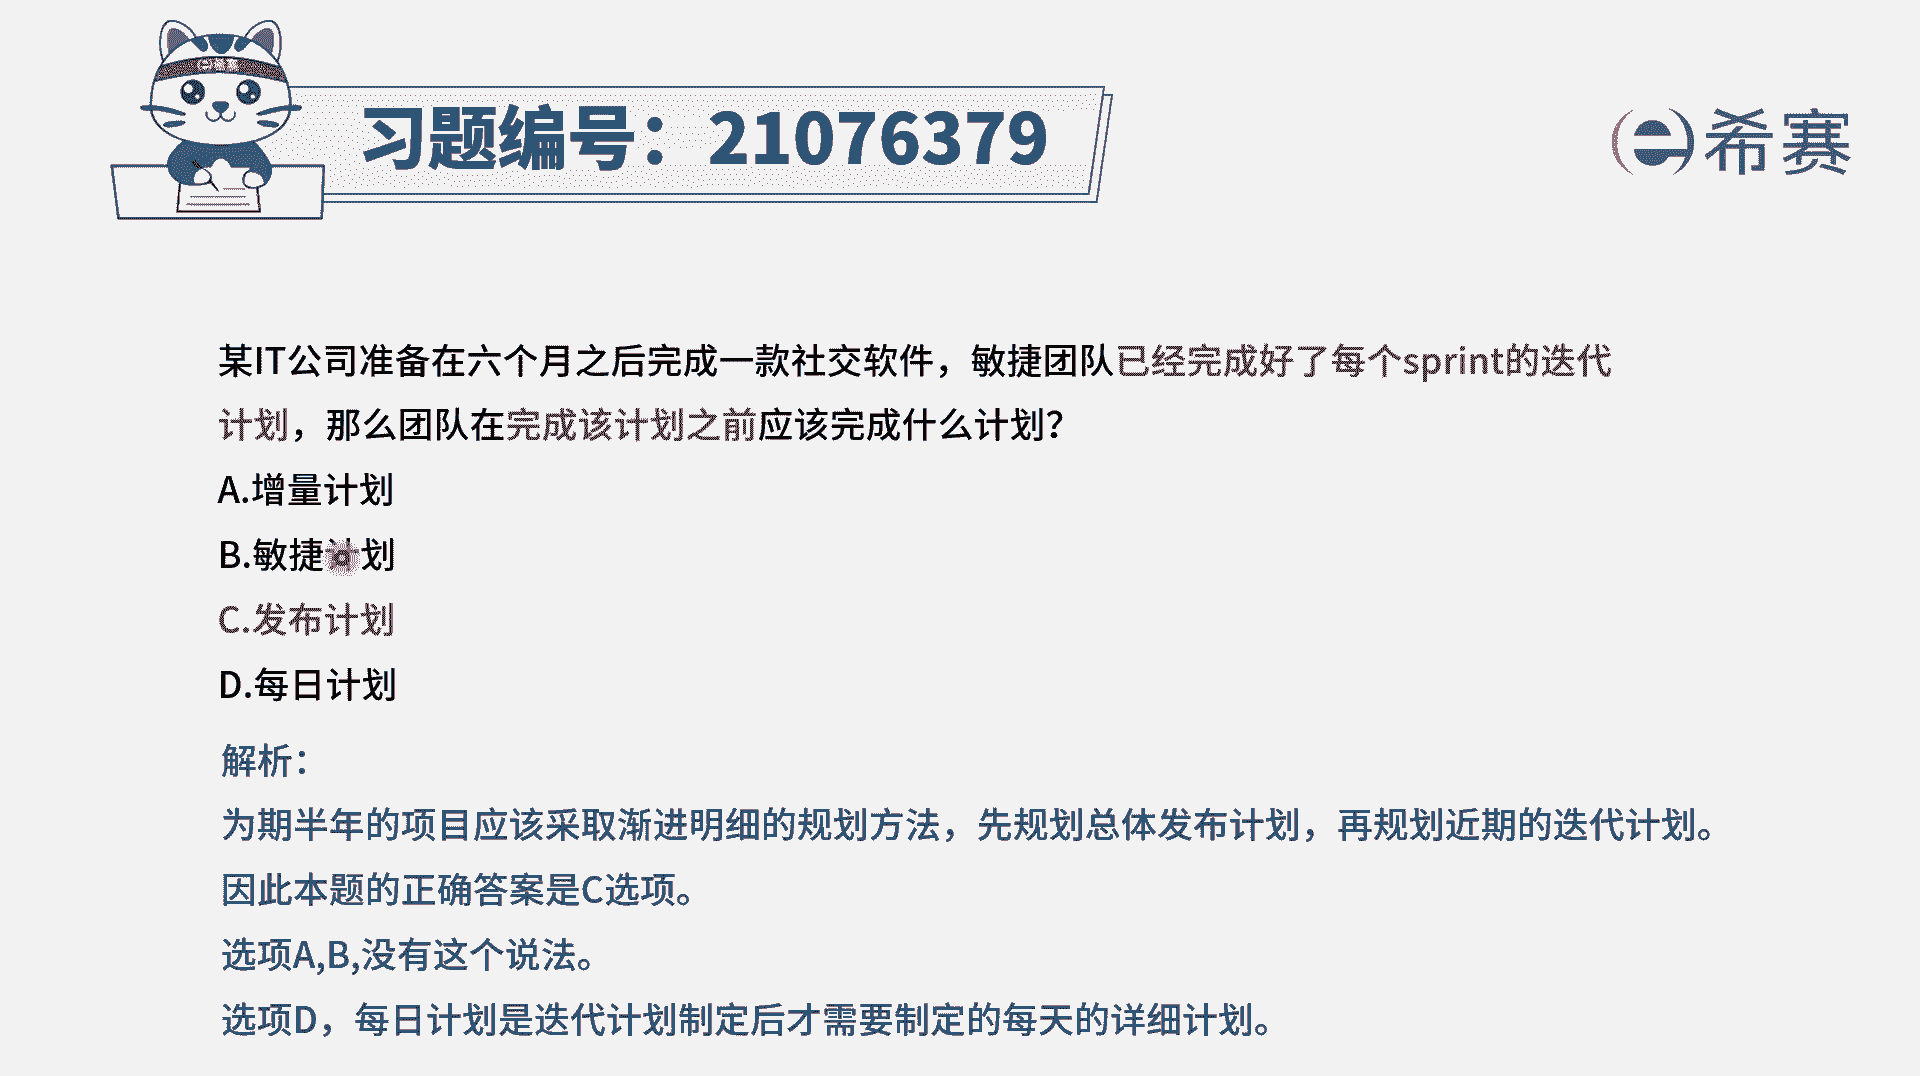 希赛
习题编号：21076379
希赛
某IT公司准备在六个月之后完成一款社交软件，敏捷团队已经完成好了每个sprint的迭代
计划，那么团队在完成该计划之前应该完成什么计划？
A.增量计划
B.敏捷计划
C.发布计划
D.每日计划
解析：
为期半年的项目应该采取渐进明细的规划方法，先规划总体发布计划，再规划近期的迭代计划。
因此本题的正确答案是C选项。
选项A,B,没有这个说法。
选项D，每日计划是迭代计划制定后才需要制定的每天的详细计划。